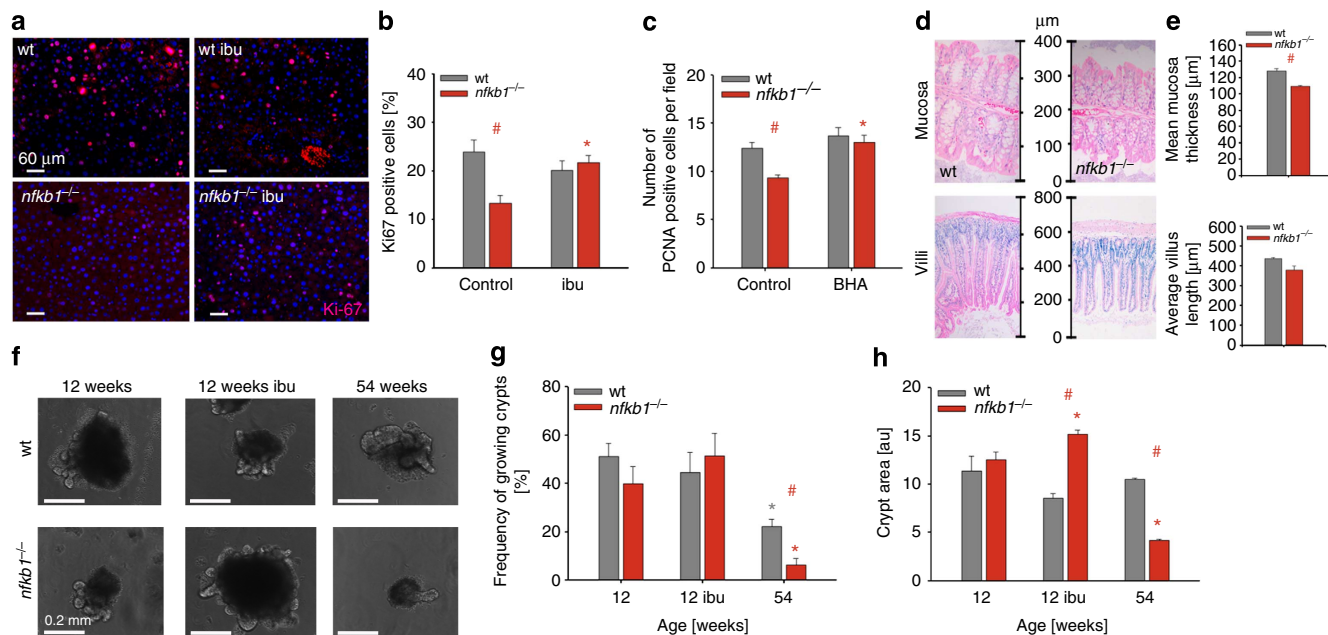 a
wt
wt ibu
60 μm
nfkb1–/–
nfkb1–/– ibu
Ki-67
b
wt
nfkb1–/–
Ki67 positive cells [%]
40
30
20
10
0
#
*
Control
ibu
c
wt
nfkb1–/–
Number of
PCNA positive cells per field
20
15
10
5
0
#
*
Control
BHA
d
μm
Mucosa
wt
nfkb1–/–
400
300
200
100
0
Villi
800
600
400
200
0
e
wt
nfkb1–/–
Mean mucosa
thickness [μm]
160
140
120
100
80
60
40
20
0
#
wt
nfkb1–/–
Average villus
length [μm]
600
500
400
300
200
100
0
f
12 weeks
12 weeks ibu
54 weeks
wt
nfkb1–/–
0.2 mm
g
wt
nfkb1–/–
Frequency of growing crypts
[%]
80
60
40
20
0
*
#
*
12
12 ibu
54
Age [weeks]
h
wt
nfkb1–/–
Crypt area [au]
20
15
10
5
0
#
*
#
*
12
12 ibu
54
Age [weeks]